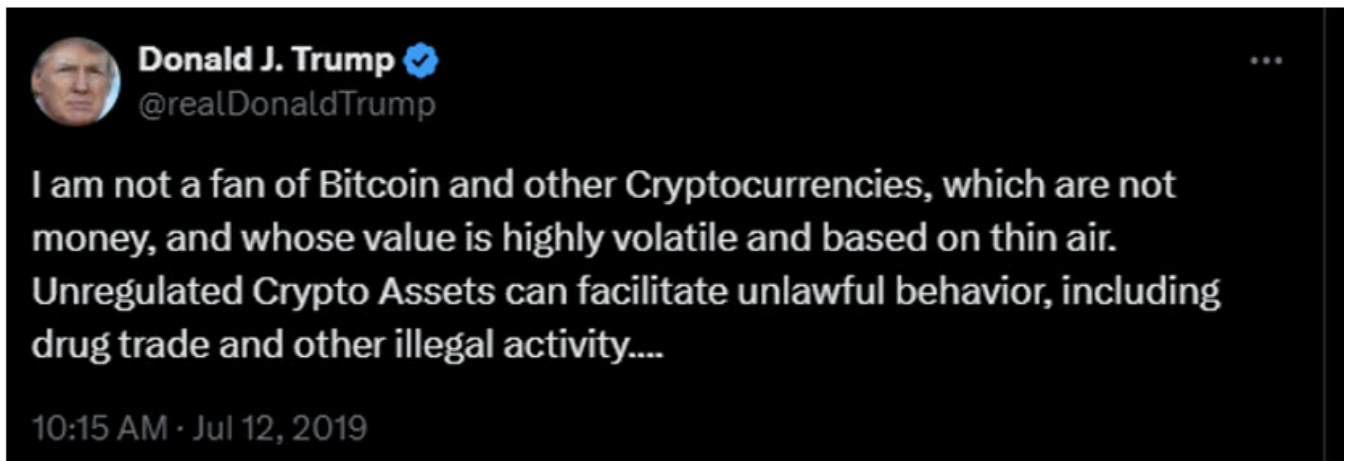 Donald J. Trump
@realDonaldTrump
I am not a fan of Bitcoin and other Cryptocurrencies, which are not
money, and whose value is highly volatile and based on thin air.
Unregulated Crypto Assets can facilitate unlawful behavior, including
drug trade and other illegal activity....
10:15 AM · Jul 12, 2019